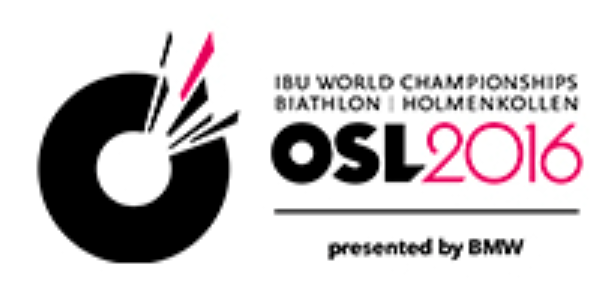 IBU WORLD CHAMPIONSHIPS
BIATHLON | HOLMENKOLLEN
OSL2016
presented by BMW